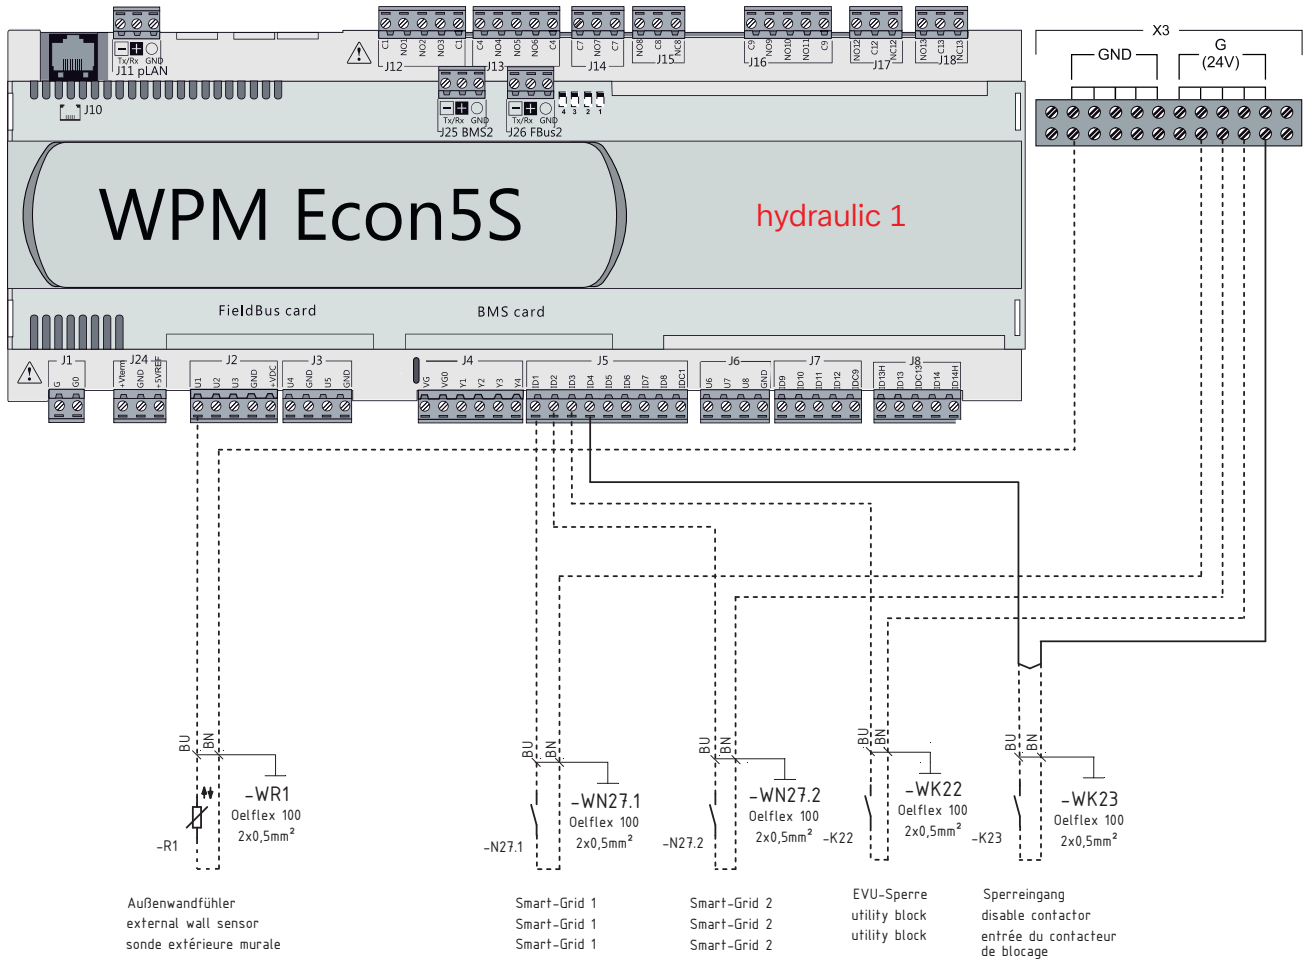 C1 NO1 NO2 NO3 C1
J12
C4 NO4 NO5 NO6 C4
J13
C7 NO7 C7
J14
NO8 C8 NC8
J15
C9 NO9 NO10 NO11 C9
J16
NO12 C12 NC12
J17
NO13 C13 NC13
J18
X3
GND
G
(24V)
Tx/Rx GND
J11 pLAN
J10
Tx/Rx GND
J25 BMS2
Tx/Rx GND
J26 FBus2
4 3 2 1
WPM Econ5S
hydraulic 1
FieldBus card
BMS card
J1
G G0
J24
+Vterm GND +5VREF
J2
U1 U2 U3 GND +VDC
J3
U4 GND U5 GND
J4
VG VG0 Y1 Y2 Y3 Y4
J5
ID1 ID2 ID3 ID4 ID5 ID6 ID7 ID8 IDC1
J6
U6 U7 U8 GND
J7
ID9 ID10 ID11 ID12 IDC9
J8
ID13H ID13 IDC13 ID14 ID14H
BU BN
BU BN
BU BN
BU BN
BU BN
-WR1
Oelflex 100
2x0,5mm²
-R1
-WN27.1
Oelflex 100
2x0,5mm²
-N27.1
-WN27.2
Oelflex 100
2x0,5mm²
-N27.2
-WK22
Oelflex 100
2x0,5mm²
-K22
-WK23
Oelflex 100
2x0,5mm²
-K23
Außenwandfühler
external wall sensor
sonde extérieure murale
Smart-Grid 1
Smart-Grid 1
Smart-Grid 1
Smart-Grid 2
Smart-Grid 2
Smart-Grid 2
EVU-Sperre
utility block
utility block
Sperreingang
disable contactor
entrée du contacteur
de blocage